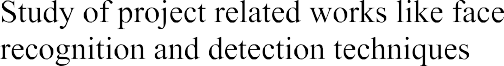 Study of project related works like face
recognition and detection techniques